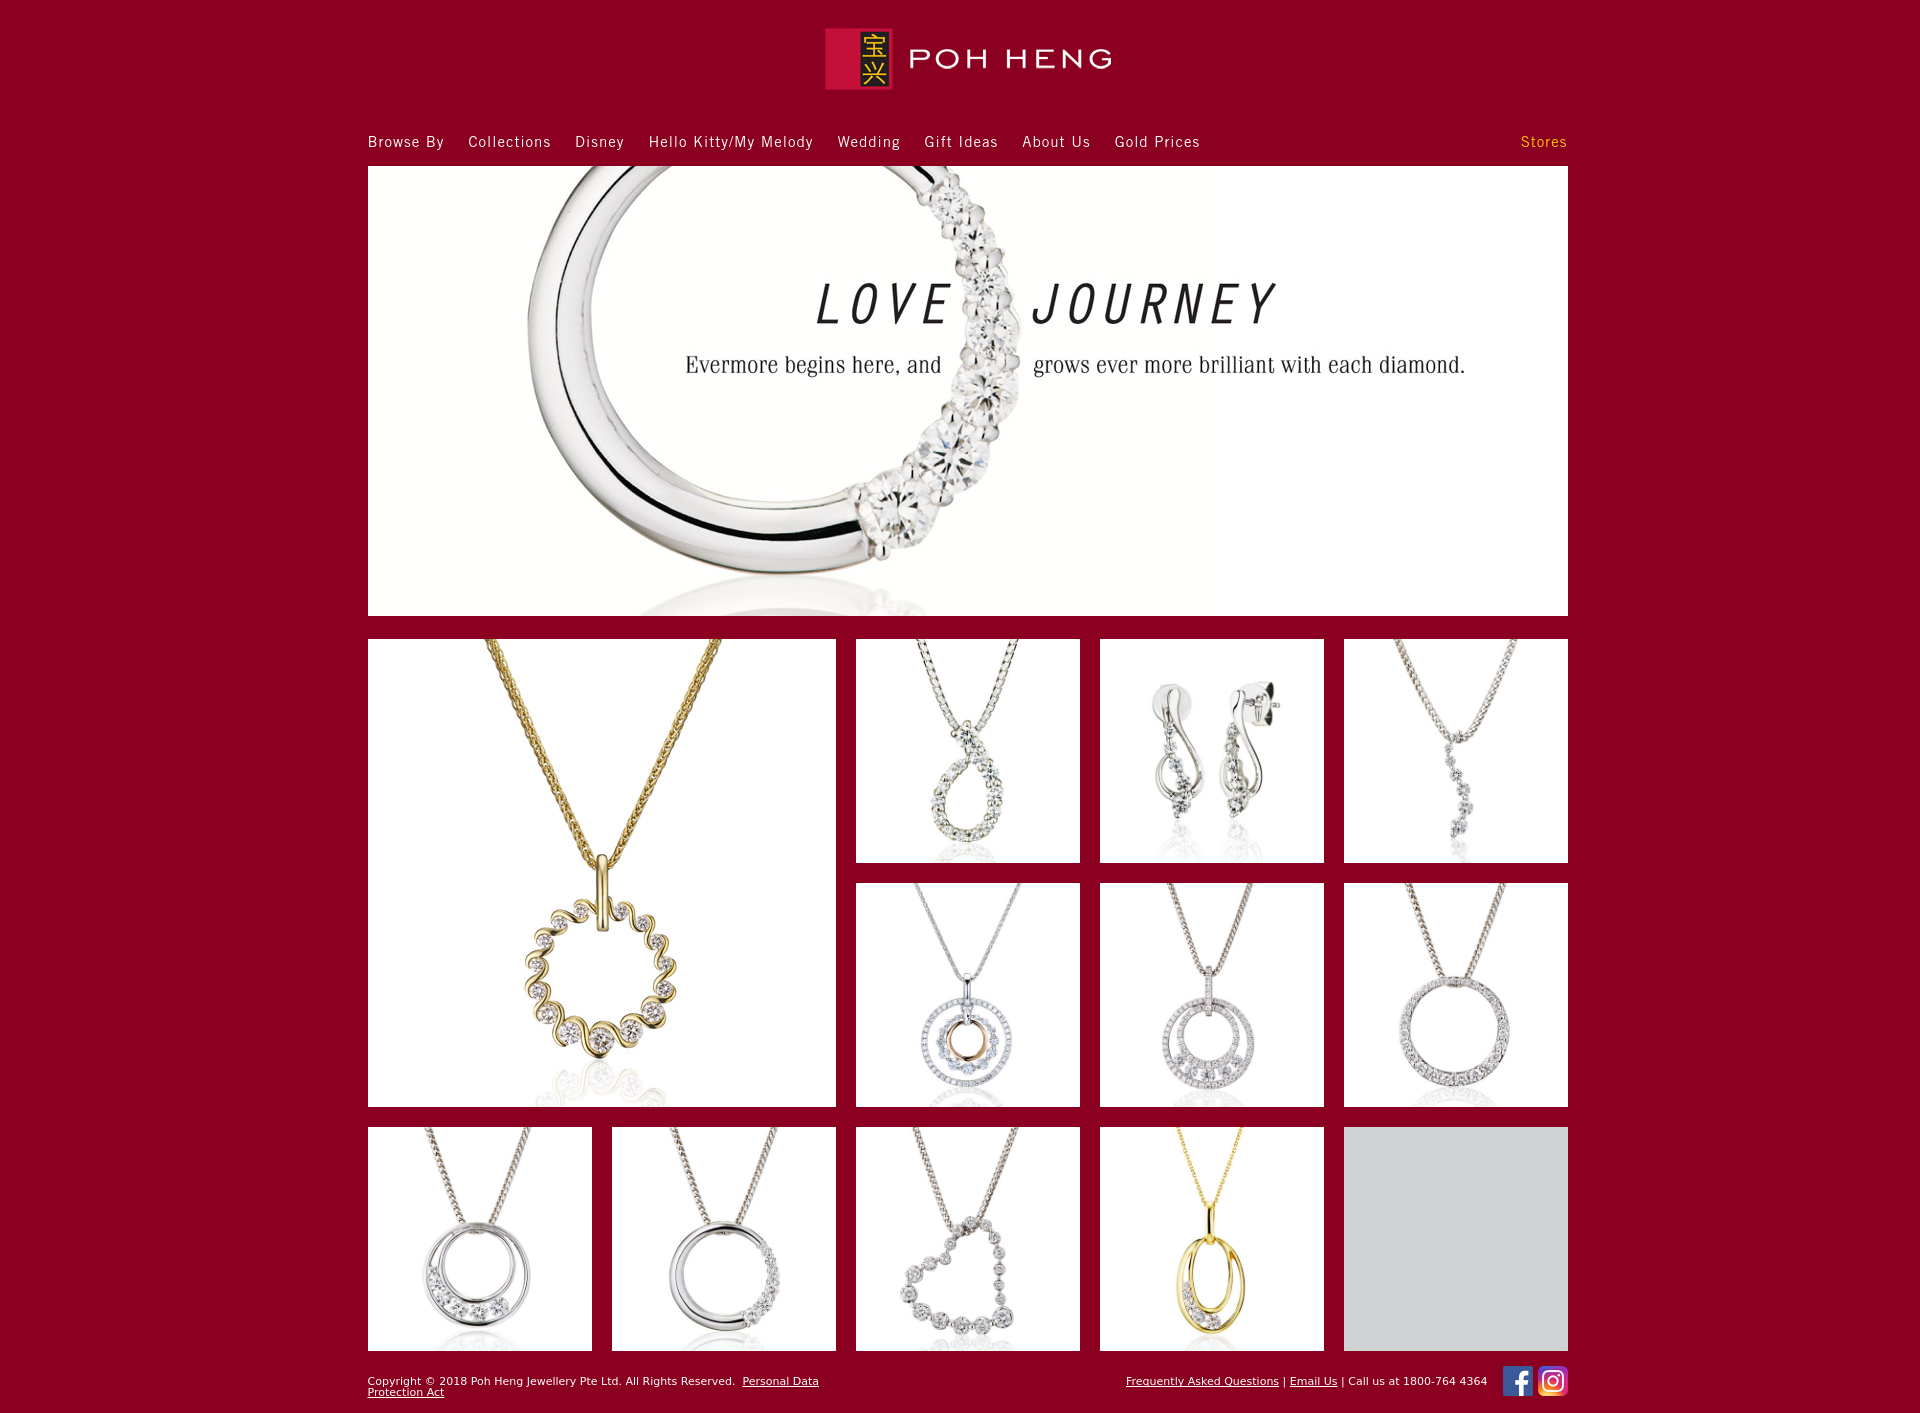 宝兴
POH HENG
Browse By Collections Disney Hello Kitty/My Melody Wedding Gift Ideas About Us Gold Prices Stores
LOVE JOURNEY
Evermore begins here, and grows ever more brilliant with each diamond.
Copyright © 2018 Poh Heng Jewellery Pte Ltd. All Rights Reserved. Personal Data
Protection Act
Frequently Asked Questions | Email Us | Call us at 1800-764 4364